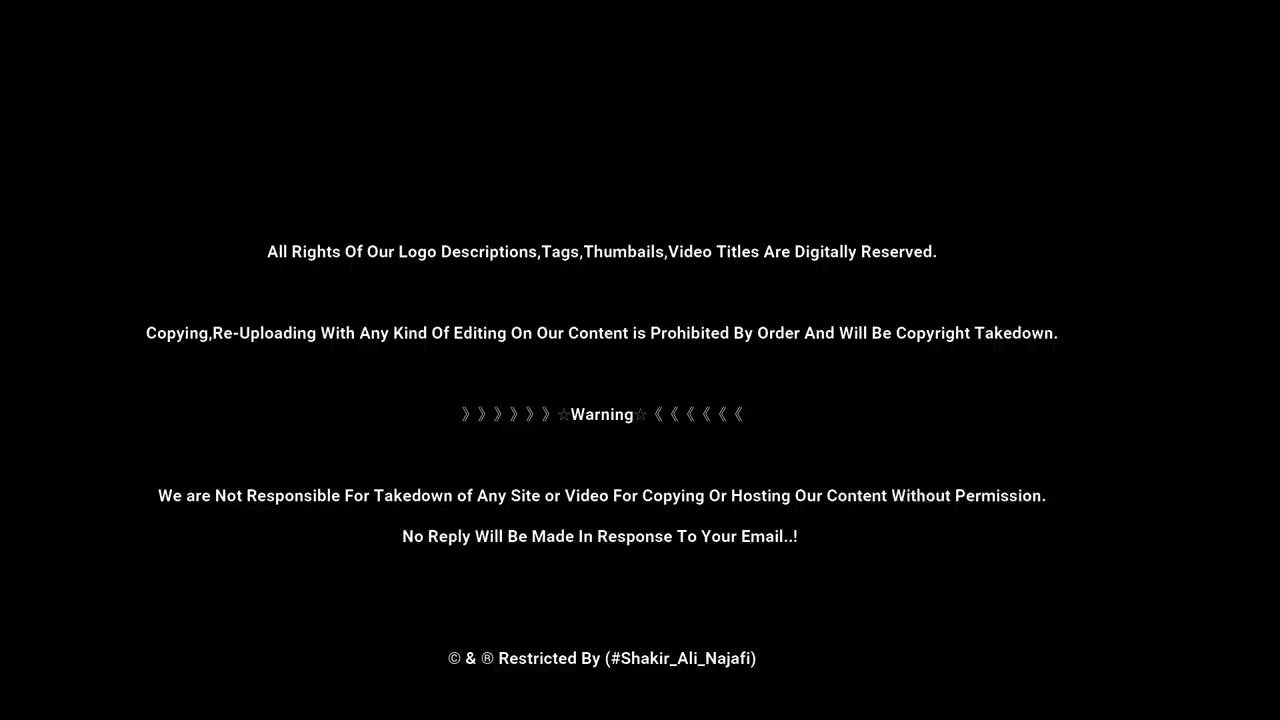 All Rights Of Our Logo Descriptions,Tags,Thumbails,Video Titles Are Digitally Reserved.
Copying,Re-Uploading With Any Kind Of Editing On Our Content is Prohibited By Order And Will Be Copyright Takedown.
》》》》》》☆Warning☆《《《《《《
We are Not Responsible For Takedown of Any Site or Video For Copying Or Hosting Our Content Without Permission.
No Reply Will Be Made In Response To Your Email..!
© & ® Restricted By (#Shakir_Ali_Najafi)